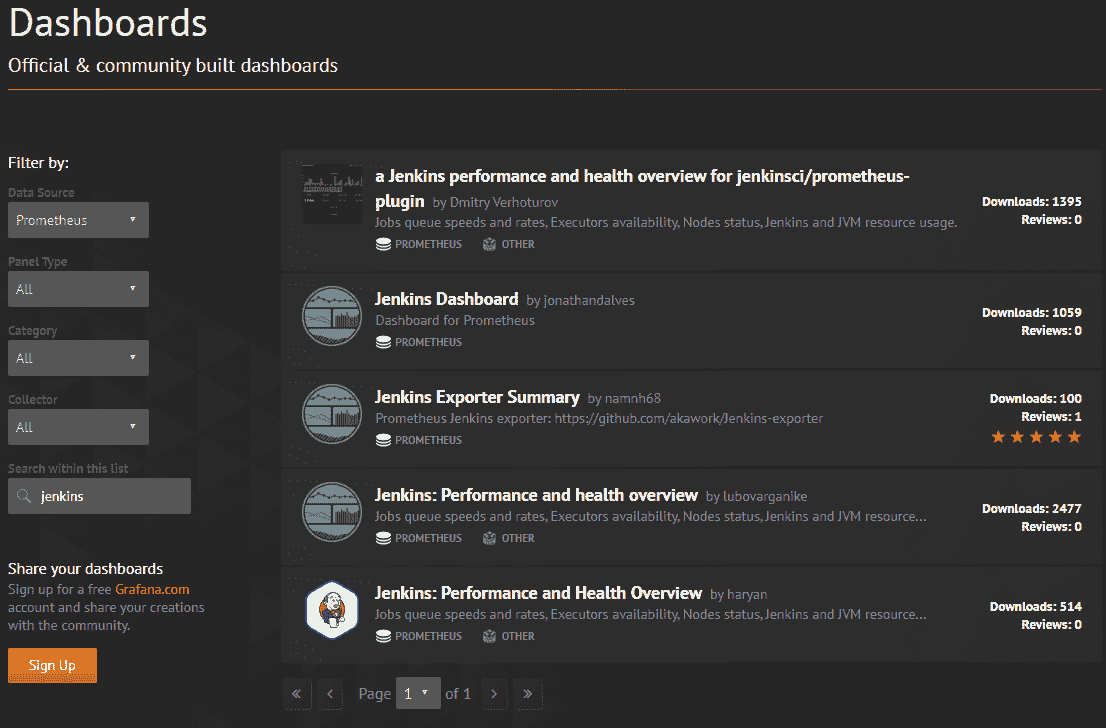 Dashboards
Official & community built dashboards
Filter by:
Data Source
Prometheus
Panel Type
All
Category
All
Collector
All
Search within this list
jenkins
Share your dashboards
Sign up for a free Grafana.com
account and share your creations
with the community.
Sign Up
a Jenkins performance and health overview for jenkinsci/prometheus-
plugin by Dmitry Verhoturov
Jobs queue speeds and rates, Executors availability, Nodes status, Jenkins and JVM resource usage.
PROMETHEUS OTHER
Downloads: 1395
Reviews: 0
Jenkins Dashboard by jonathandalves
Dashboard for Prometheus
PROMETHEUS
Downloads: 1059
Reviews: 0
Jenkins Exporter Summary by namnh68
Prometheus Jenkins exporter: https://github.com/akawork/Jenkins-exporter
PROMETHEUS
Downloads: 100
Reviews: 1
Jenkins: Performance and health overview by lubovarganike
Jobs queue speeds and rates, Executors availability, Nodes status, Jenkins and JVM resource...
PROMETHEUS OTHER
Downloads: 2477
Reviews: 0
Jenkins: Performance and Health Overview by haryan
Jobs queue speeds and rates, Executors availability, Nodes status, Jenkins and JVM resource...
PROMETHEUS OTHER
Downloads: 514
Reviews: 0
« ‹ Page 1 of 1 › »